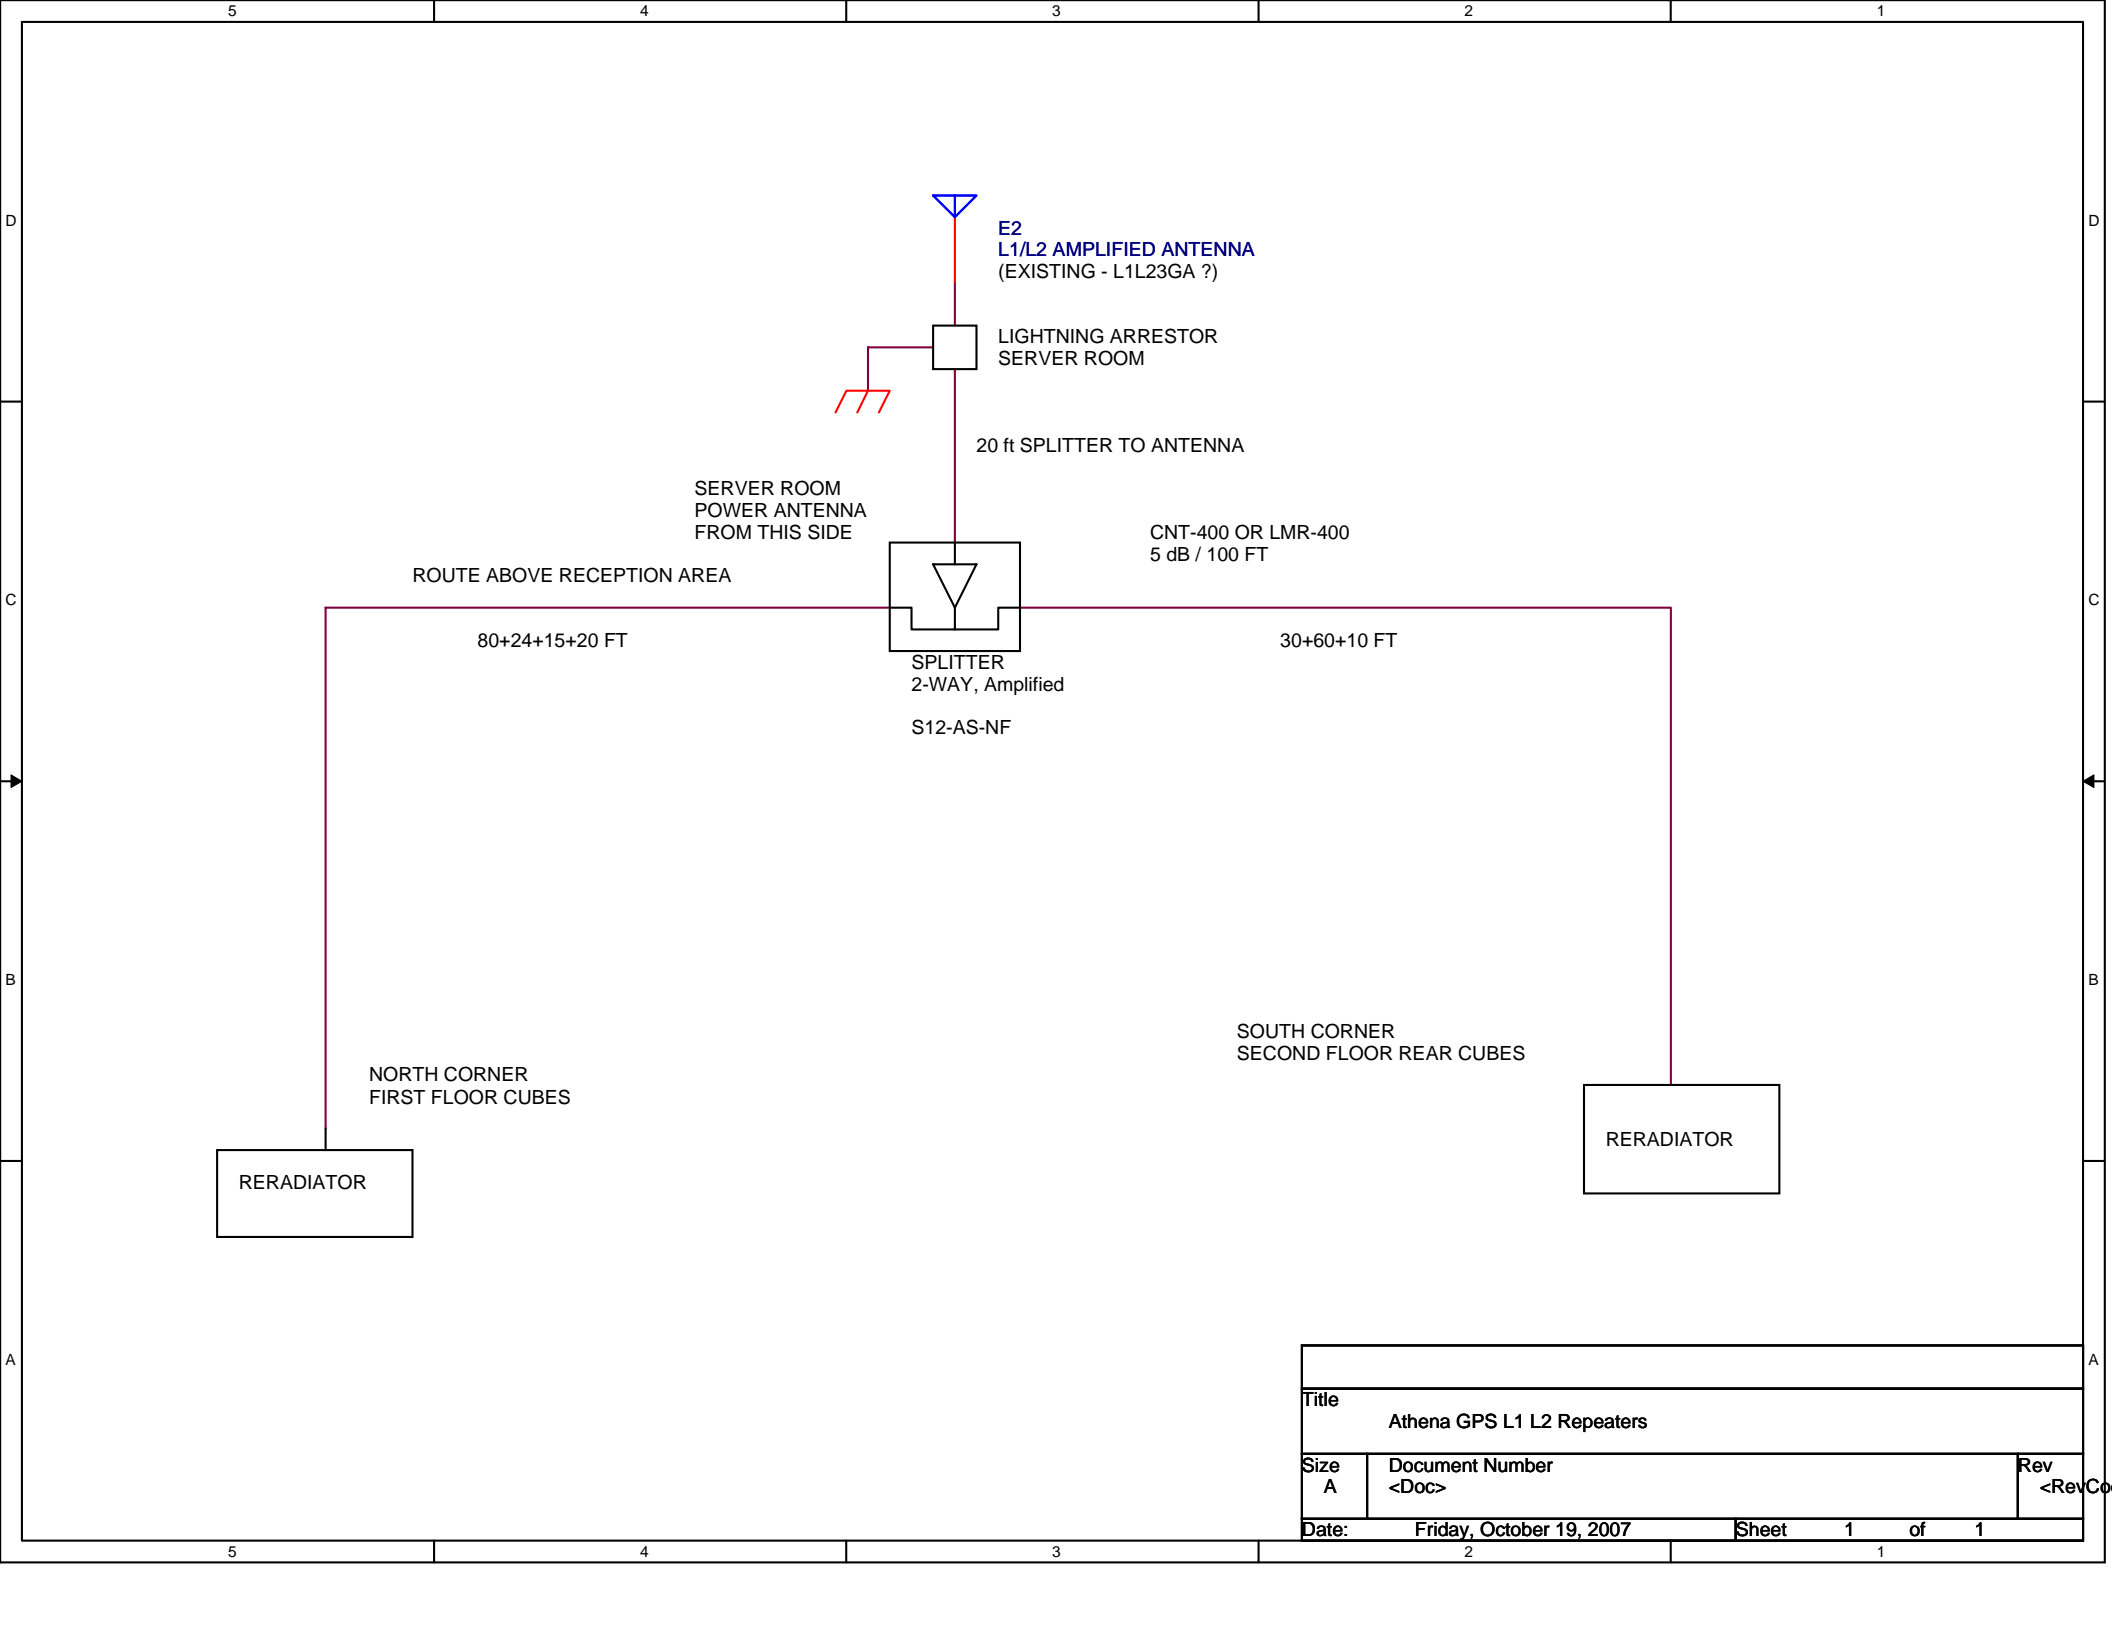 5 4 3 2 1
D D
E2
L1/L2 AMPLIFIED ANTENNA
(EXISTING - L1L23GA ?)
LIGHTNING ARRESTOR
SERVER ROOM
20 ft SPLITTER TO ANTENNA
SERVER ROOM
POWER ANTENNA
FROM THIS SIDE
CNT-400 OR LMR-400
5 dB / 100 FT
ROUTE ABOVE RECEPTION AREA
C C
80+24+15+20 FT
30+60+10 FT
SPLITTER
2-WAY, Amplified
S12-AS-NF
B B
SOUTH CORNER
SECOND FLOOR REAR CUBES
NORTH CORNER
FIRST FLOOR CUBES
RERADIATOR
RERADIATOR
A A
Title
Athena GPS L1 L2 Repeaters
Size
A
Document Number
<Doc>
Rev
<RevCo
Date: Friday, October 19, 2007 Sheet 1 of 1
5 4 3 2 1